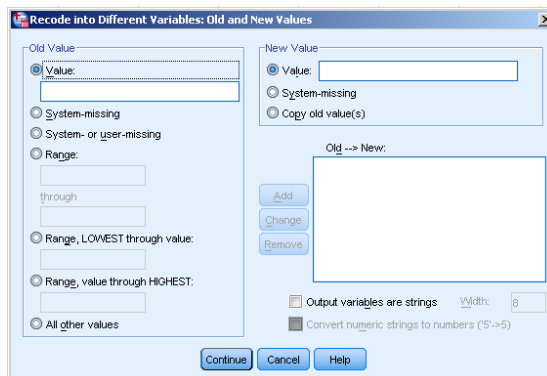 Recode into Different Variables: Old and New Values
Old Value
Value:
System-missing
System- or user-missing
Range:
through
Range, LOWEST through value:
Range, value through HIGHEST:
All other values
New Value
Value:
System-missing
Copy old value(s)
Old --> New:
Add
Change
Remove
Output variables are strings Width: 8
Convert numeric strings to numbers ('5'->5)
Continue Cancel Help